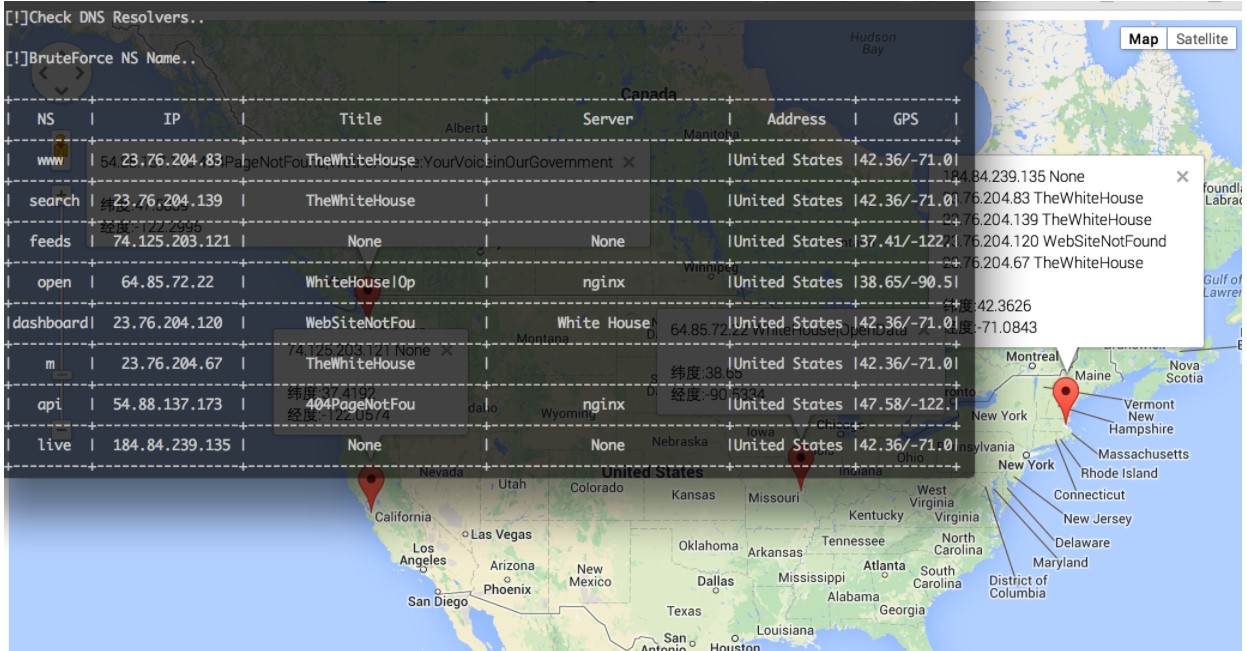 [!]Check DNS Resolvers..
[!]BruteForce NS Name..
NS | IP | Title | Server | Address | GPS
www | 23.76.204.83 | TheWhiteHouse | | United States | 42.36/-71.0
search | 23.76.204.139 | TheWhiteHouse | | United States | 42.36/-71.0
feeds | 74.125.203.121 | None | None | United States | 37.41/-122
open | 64.85.72.22 | WhiteHouse|Op | nginx | United States | 38.65/-90.5
dashboard | 23.76.204.120 | WebSiteNotFou | White House | United States | 42.36/-71.0
m | 23.76.204.67 | TheWhiteHouse | | United States | 42.36/-71.0
api | 54.88.137.173 | 404PageNotFou | nginx | United States | 47.58/-122.
live | 184.84.239.135 | None | None | United States | 42.36/-71.0
Map Satellite
Hudson Bay
Canada
Alberta
Manitoba
PageNotFou
YourVoiceinOurGovernment
纬度:
经度:-122.2995
184.84.239.135 None
.76.204.83 TheWhiteHouse
.76.204.139 TheWhiteHouse
.76.204.120 WebSiteNotFound
.76.204.67 TheWhiteHouse
纬度:42.3626
经度:-71.0843
74.125.203.121 None
纬度:37.4192
经度:-122.0574
64.85.72.22 WhiteHouse|OpenData
纬度:38.65
经度:-90.5334
Winnipeg
Gulf of
Montana
Montreal
Maine
Nova Scotia
Wyoming
Iowa
Nebraska
Ohio
Indiana
New York
Vermont
New Hampshire
Massachusetts
New York
Rhode Island
Connecticut
Nevada
Utah
United States
Colorado
Kansas
Missouri
West Virginia
Kentucky
Virginia
New Jersey
Delaware
Maryland
District of Columbia
California
Las Vegas
Los Angeles
Arizona
Phoenix
San Diego
New Mexico
Oklahoma
Arkansas
Tennessee
North Carolina
Atlanta
South Carolina
Dallas
Mississippi
Alabama
Georgia
Texas
Louisiana
San Antonio
Houston